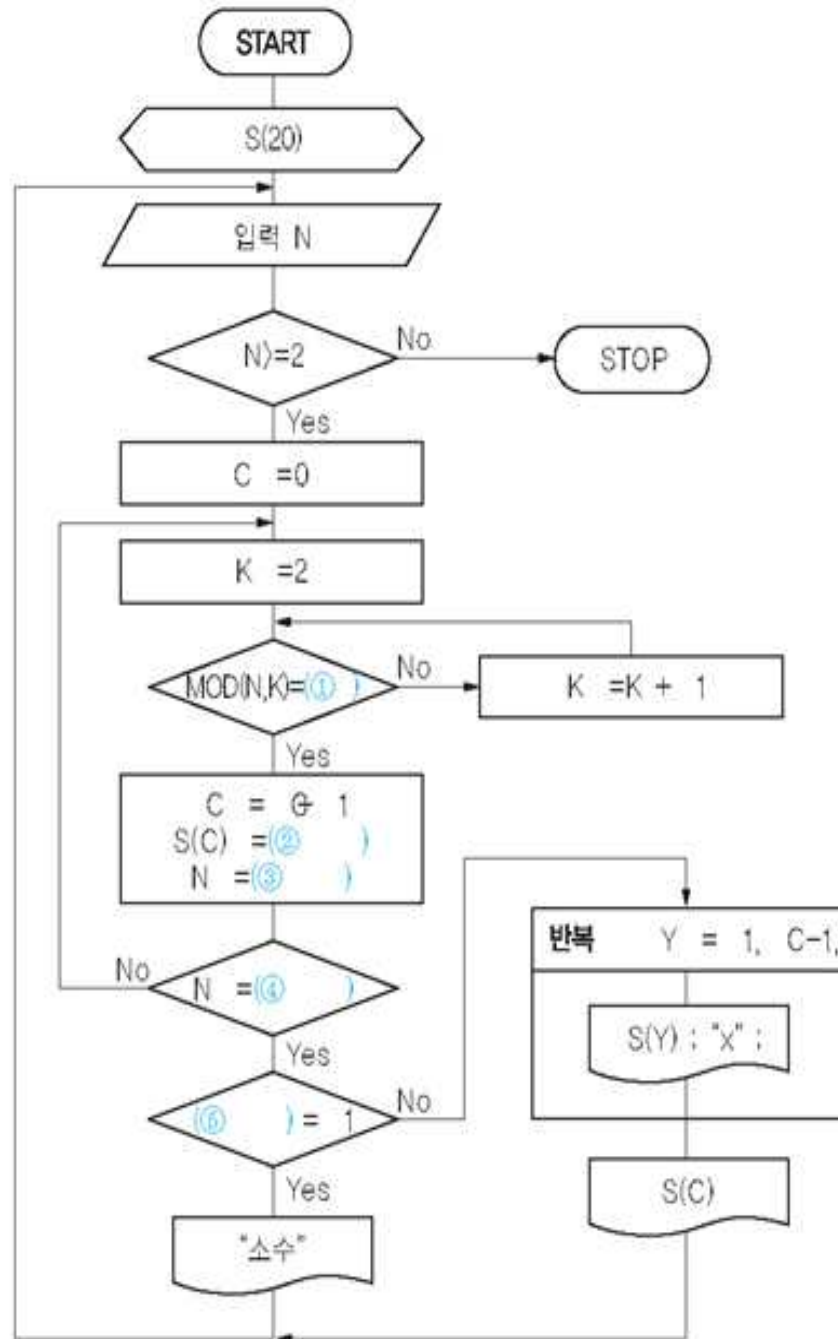 START
S(20)
입력 N
N>=2
No
STOP
Yes
C =0
K =2
MOD(N,K)=(① )
No
K =K + 1
Yes
C = C+ 1
S(C) =(② )
N =(③ )
No
N =(④ )
Yes
(⑤ )= 1
No
Yes
"소수"
반복 Y = 1, C-1,
S(Y) ; "x" ;
S(C)